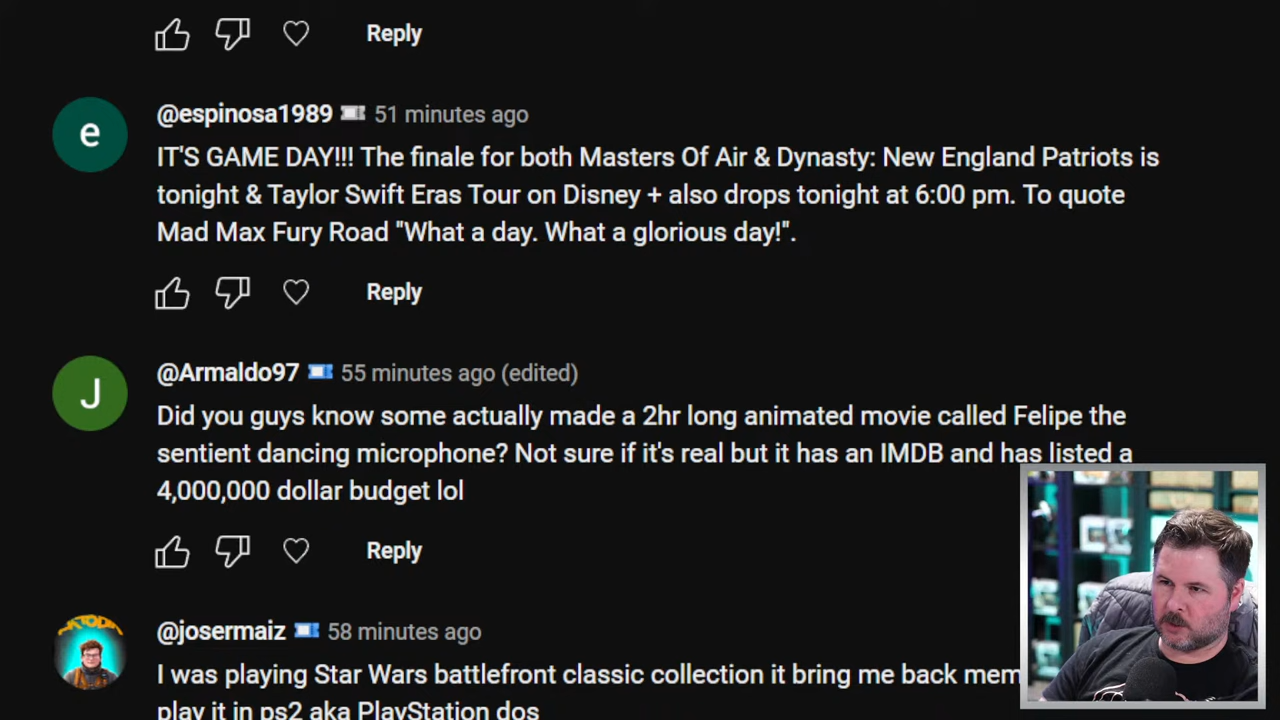 Reply
@espinosa1989 51 minutes ago
e
IT'S GAME DAY!!! The finale for both Masters Of Air & Dynasty: New England Patriots is
tonight & Taylor Swift Eras Tour on Disney + also drops tonight at 6:00 pm. To quote
Mad Max Fury Road "What a day. What a glorious day!".
Reply
@Armaldo97 55 minutes ago (edited)
J
Did you guys know some actually made a 2hr long animated movie called Felipe the
sentient dancing microphone? Not sure if it's real but it has an IMDB and has listed a
4,000,000 dollar budget lol
Reply
@josermaiz 58 minutes ago
I was playing Star Wars battlefront classic collection it bring me back mem
play it in ps2 aka PlayStation dos